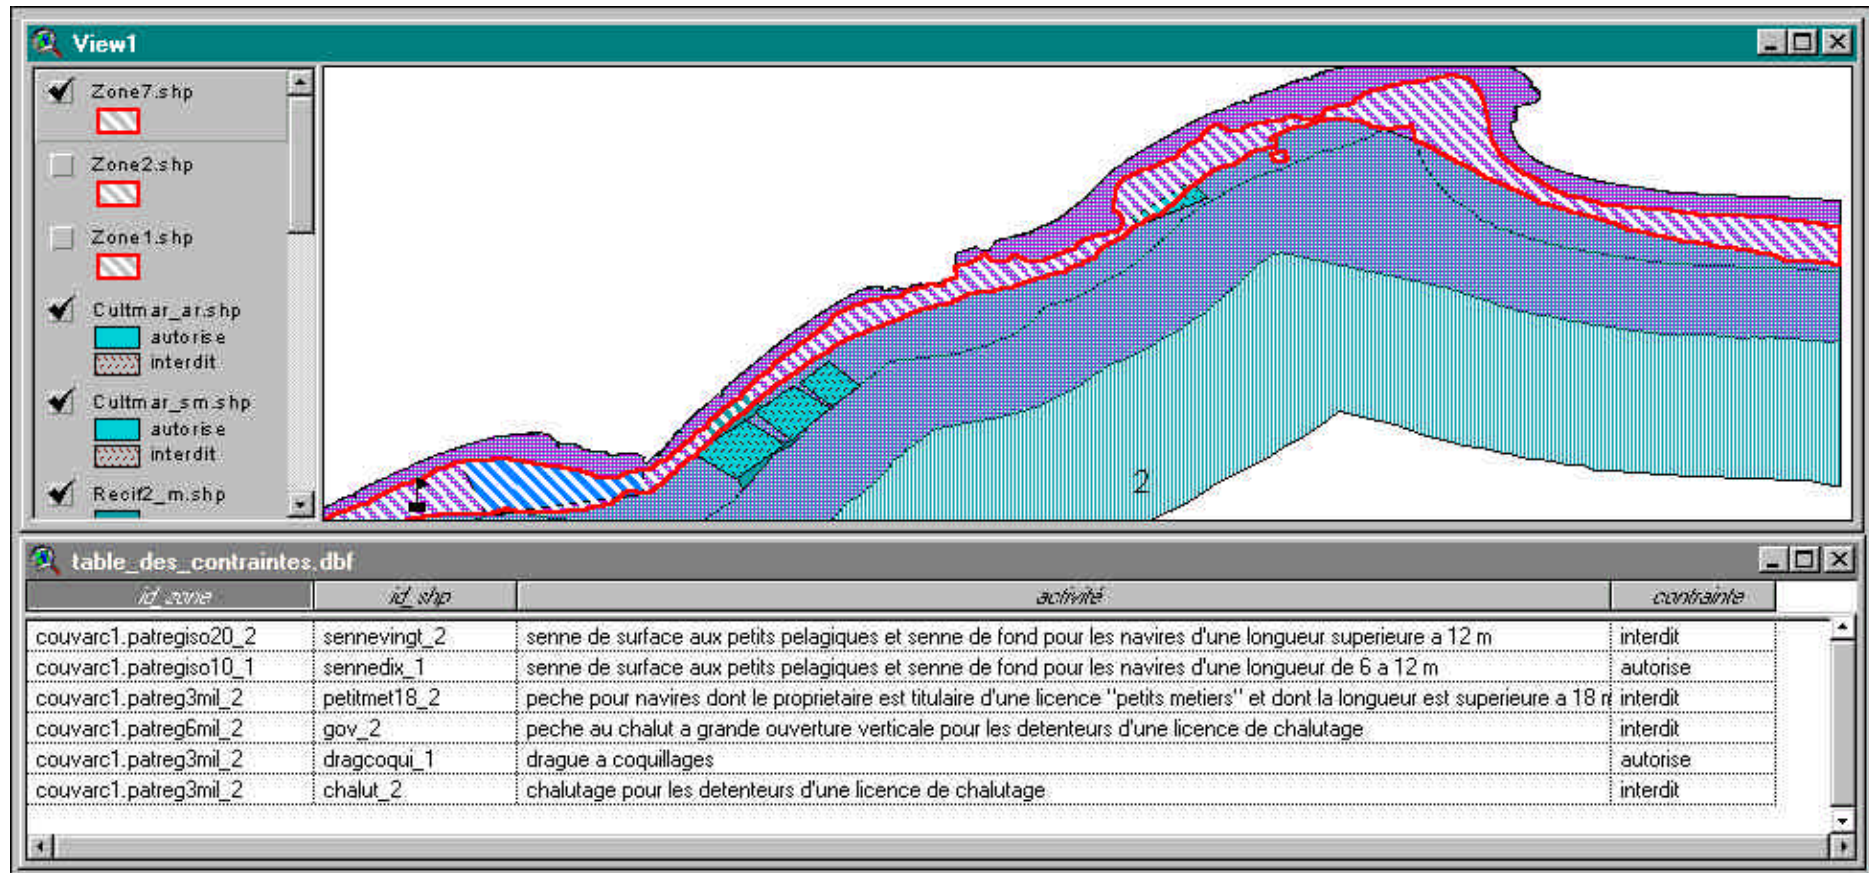 View1
Zone7.shp
Zone2.shp
Zone1.shp
Cultmar_ar.shp
autorise
interdit
Cultmar_sm.shp
autorise
interdit
Recif2_m.shp
2
table_des_contraintes.dbf
id_zone id_shp activité contrainte
couvarc1.patregiso20_2 sennevingt_2 senne de surface aux petits pelagiques et senne de fond pour les navires d'une longueur superieure a 12 m interdit
couvarc1.patregiso10_1 sennedix_1 senne de surface aux petits pelagiques et senne de fond pour les navires d'une longueur de 6 a 12 m autorise
couvarc1.patreg3mil_2 petitmet18_2 peche pour navires dont le proprietaire est titulaire d'une licence "petits metiers" et dont la longueur est superieure a 18 interdit
couvarc1.patreg6mil_2 gov_2 peche au chalut a grande ouverture verticale pour les detenteurs d'une licence de chalutage interdit
couvarc1.patreg3mil_2 dragcoqui_1 drague a coquillages autorise
couvarc1.patreg3mil_2 chalut_2 chalutage pour les detenteurs d'une licence de chalutage interdit